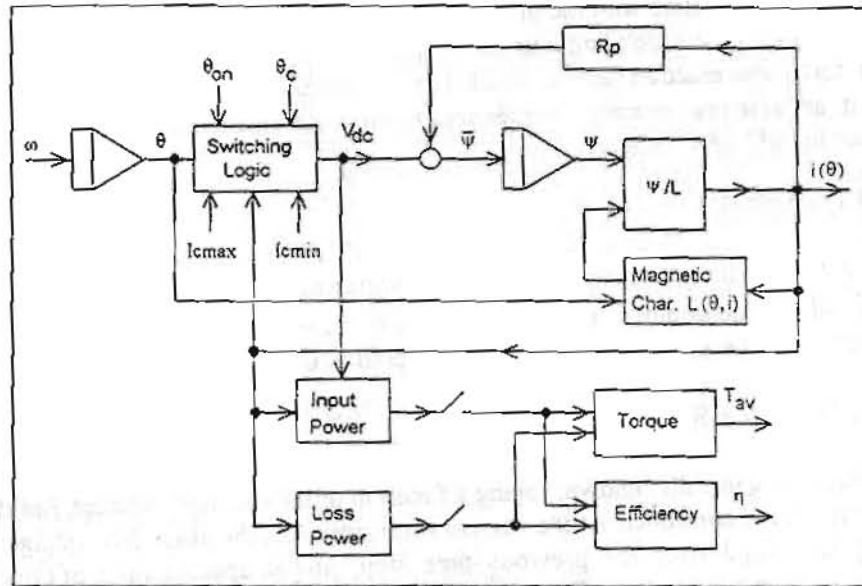 Rp
θon
θc
ω
θ
Switching
Logic
Vdc
Ψ̅
Ψ
Ψ/L
i(θ)
Icmax
Icmin
Magnetic
Char. L(θ,i)
Input
Power
Torque
Tav
Loss
Power
Efficiency
η